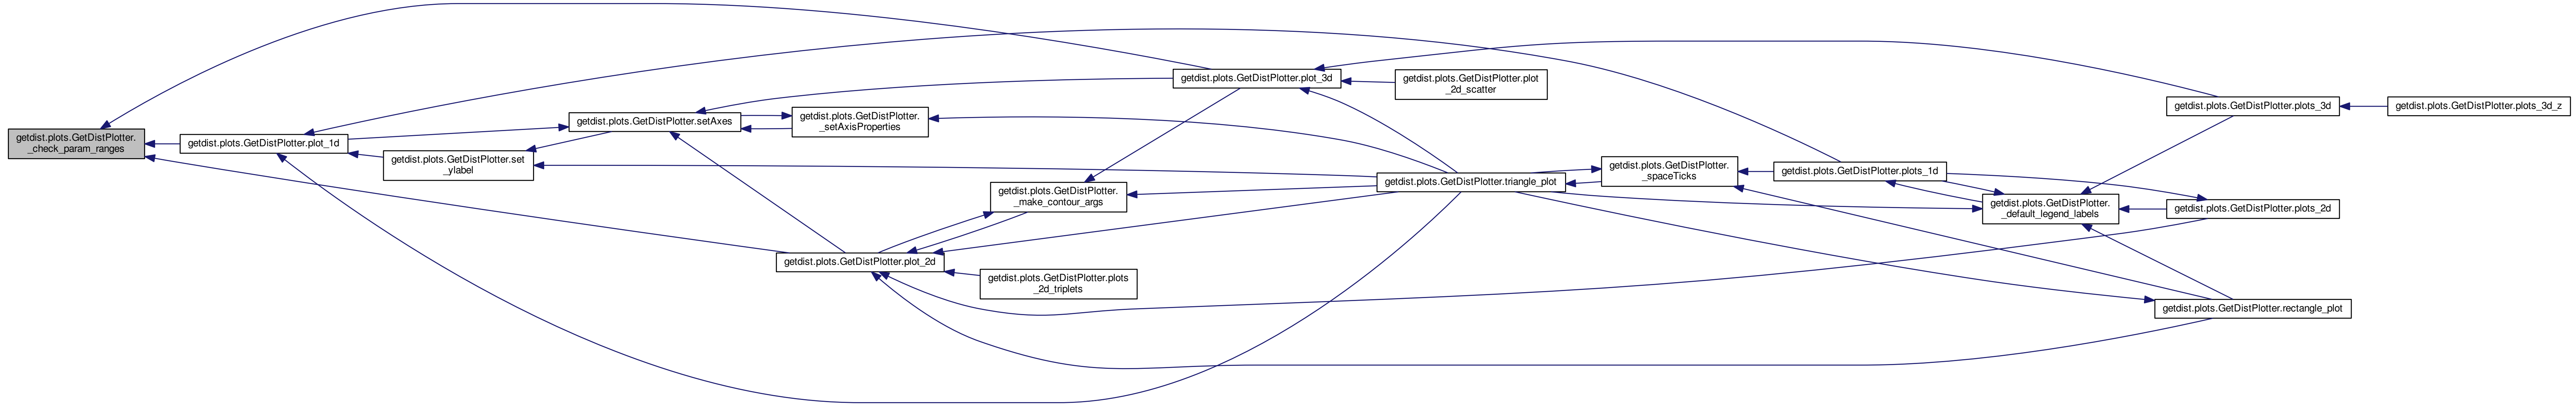 getdist.plots.GetDistPlotter.
_check_param_ranges
getdist.plots.GetDistPlotter.plot_1d
getdist.plots.GetDistPlotter.set
_ylabel
getdist.plots.GetDistPlotter.setAxes
getdist.plots.GetDistPlotter.
_setAxisProperties
getdist.plots.GetDistPlotter.plot_2d
getdist.plots.GetDistPlotter.
_make_contour_args
getdist.plots.GetDistPlotter.plots
_2d_triplets
getdist.plots.GetDistPlotter.plot_3d
getdist.plots.GetDistPlotter.plot
_2d_scatter
getdist.plots.GetDistPlotter.triangle_plot
getdist.plots.GetDistPlotter.
_spaceTicks
getdist.plots.GetDistPlotter.plots_1d
getdist.plots.GetDistPlotter.
_default_legend_labels
getdist.plots.GetDistPlotter.plots_3d
getdist.plots.GetDistPlotter.plots_2d
getdist.plots.GetDistPlotter.rectangle_plot
getdist.plots.GetDistPlotter.plots_3d_z